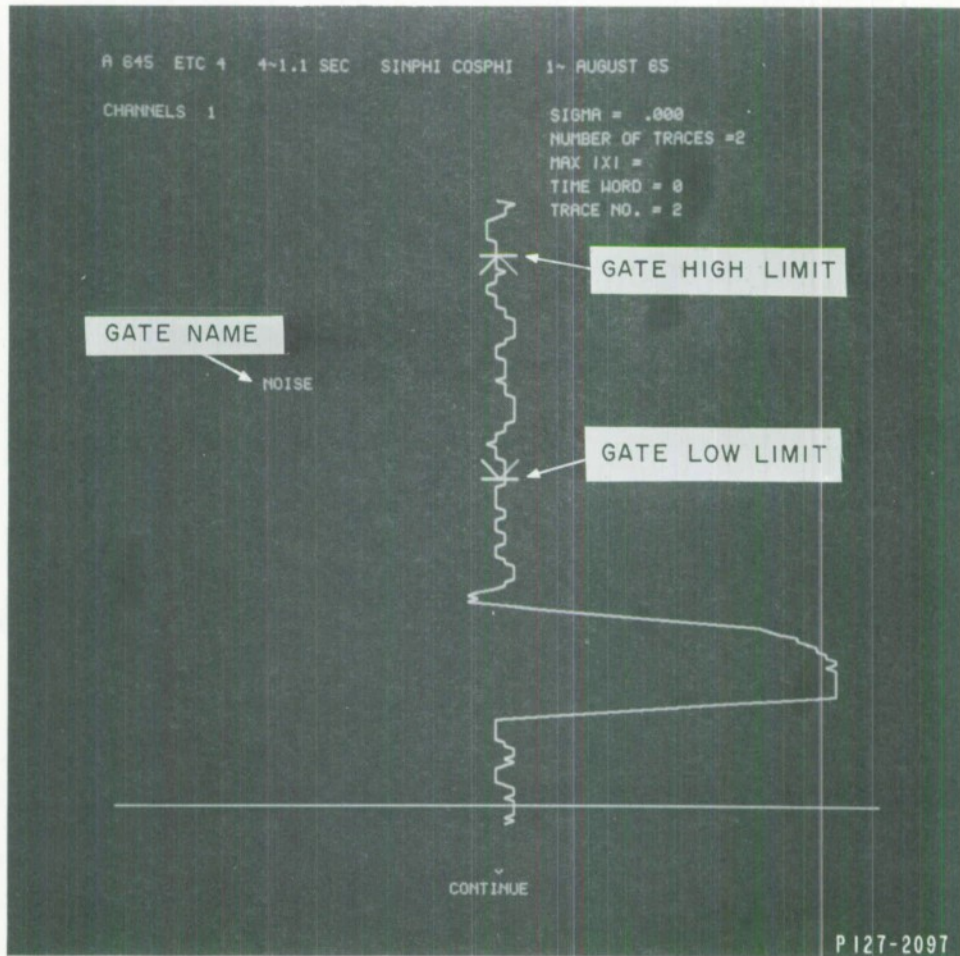 A 645 ETC 4 4~1.1 SEC SINPHI COSPHI 1~ AUGUST 65
CHANNELS 1
SIGMA = .000
NUMBER OF TRACES =2
MAX |X| =
TIME WORD = 0
TRACE NO. = 2
GATE HIGH LIMIT
GATE NAME
NOISE
GATE LOW LIMIT
CONTINUE
P127-2097